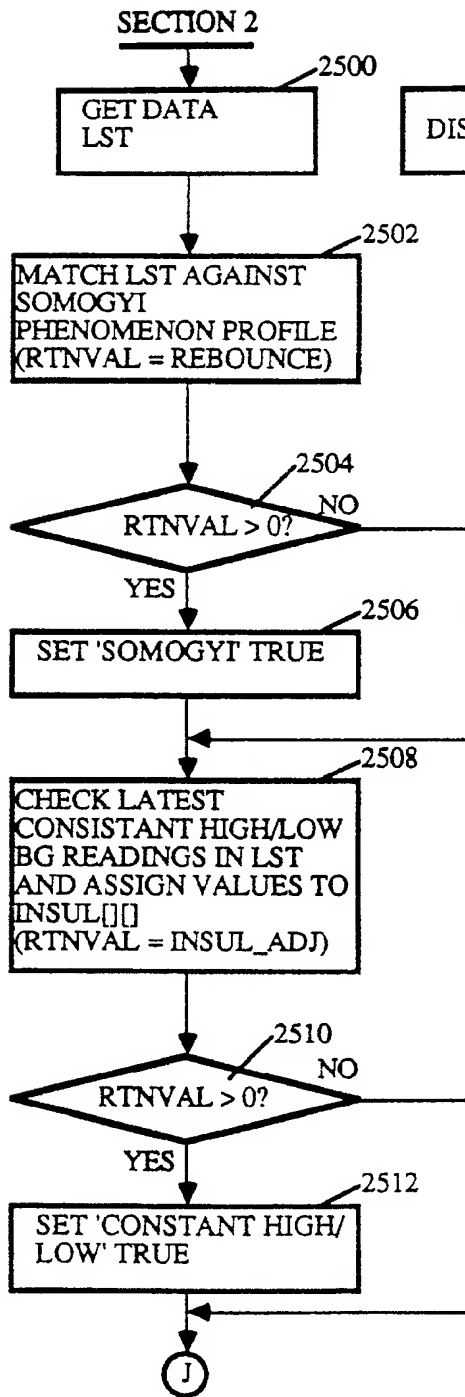 SECTION 2
2500
GET DATA
LST
DIS
2502
MATCH LST AGAINST
SOMOGYI
PHENOMENON PROFILE
(RTNVAL = REBOUNCE)
2504
NO
RTNVAL > 0?
YES
2506
SET 'SOMOGYI' TRUE
2508
CHECK LATEST
CONSISTANT HIGH/LOW
BG READINGS IN LST
AND ASSIGN VALUES TO
INSUL[][]
(RTNVAL = INSUL_ADJ)
2510
NO
RTNVAL > 0?
YES
2512
SET 'CONSTANT HIGH/
LOW' TRUE
J